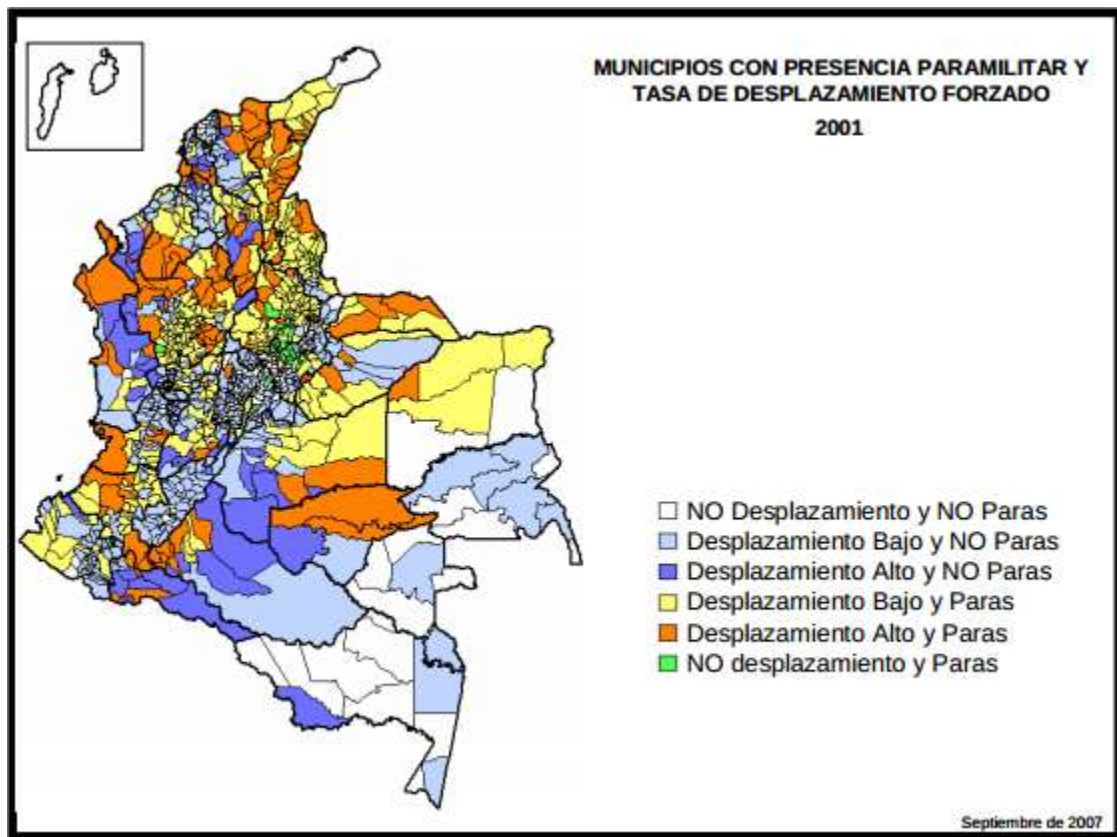 MUNICIPIOS CON PRESENCIA PARAMILITAR Y
TASA DE DESPLAZAMIENTO FORZADO
2001
NO Desplazamiento y NO Paras
Desplazamiento Bajo y NO Paras
Desplazamiento Alto y NO Paras
Desplazamiento Bajo y Paras
Desplazamiento Alto y Paras
NO desplazamiento y Paras
Septiembre de 2007